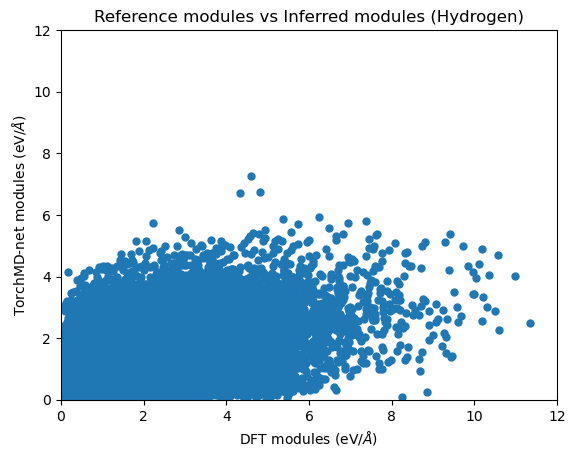 Reference modules vs Inferred modules (Hydrogen)
TorchMD-net modules (eV/Å)
12
10
8
6
4
2
0
0 2 4 6 8 10 12
DFT modules (eV/Å)